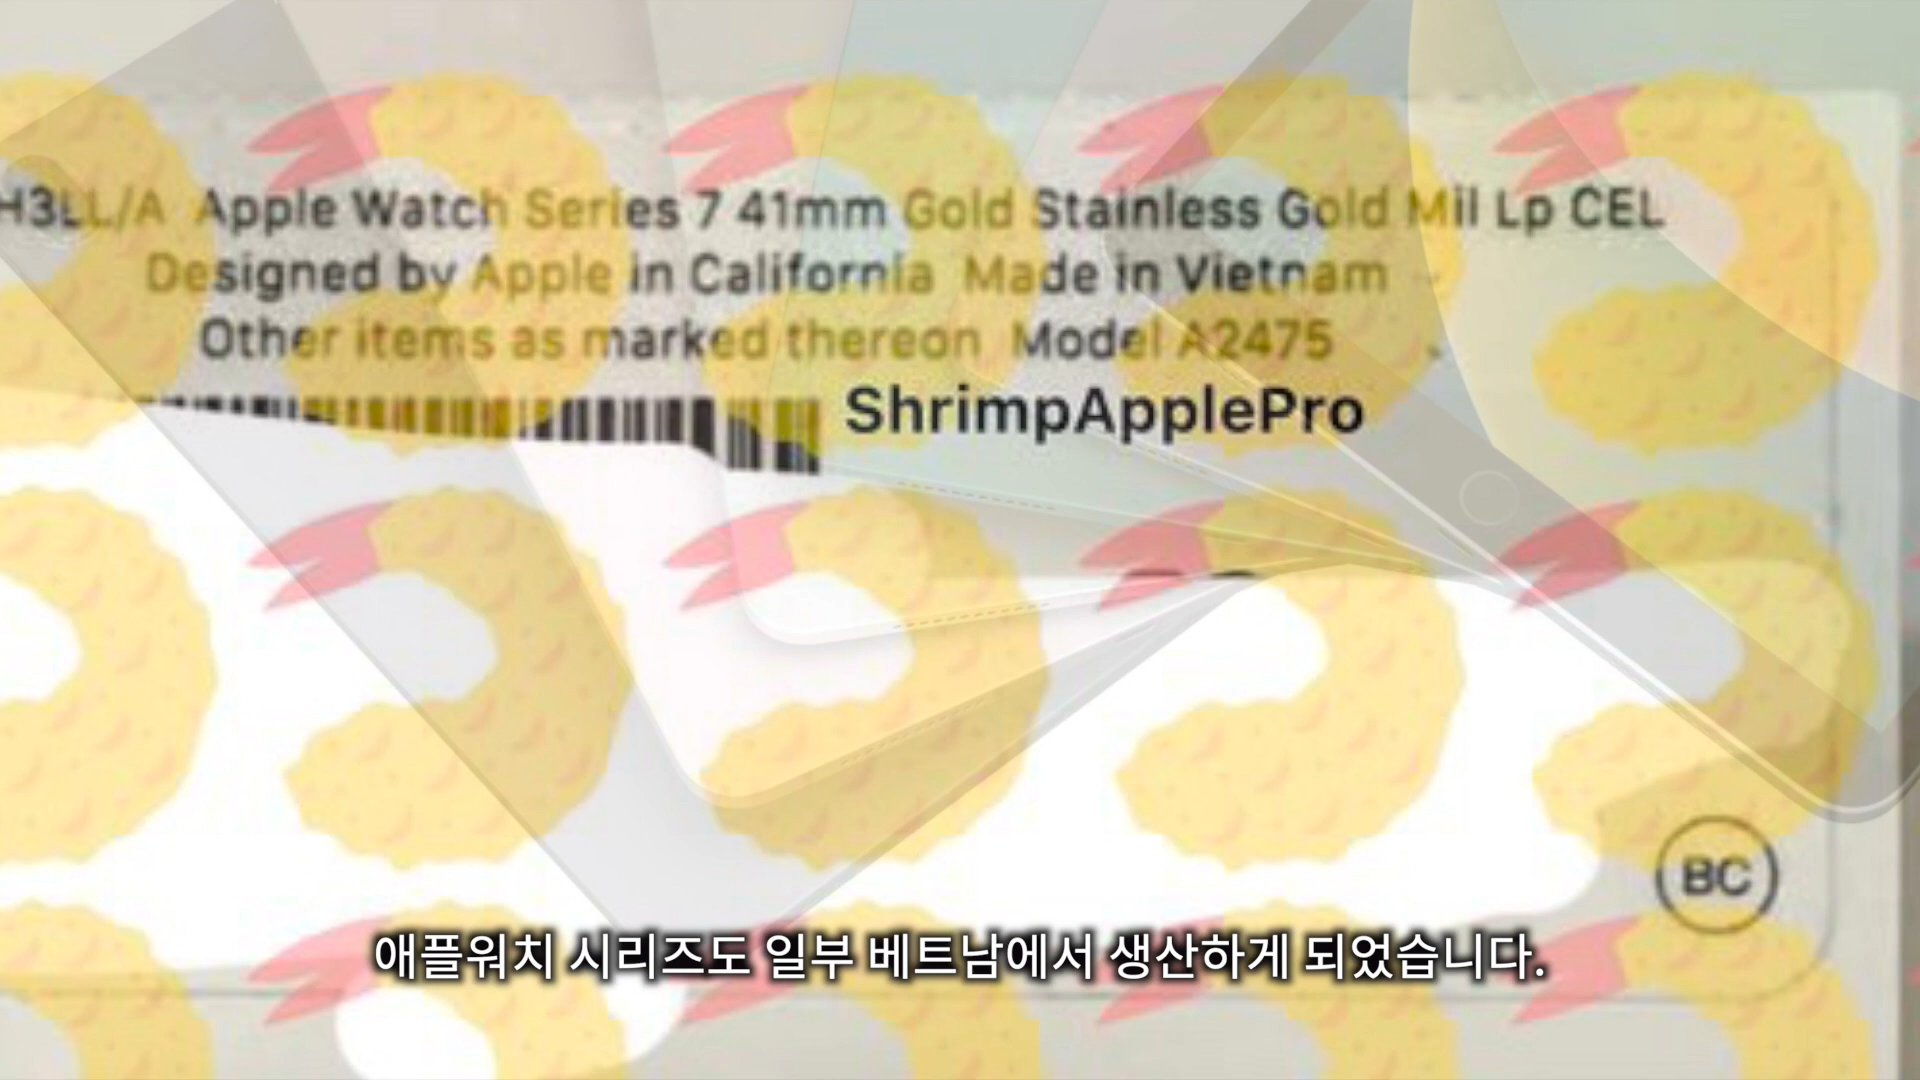 H3LL/A Apple Watch Series 7 41mm Gold Stainless Gold Mil Lp CEL
Designed by Apple in California Made in Vietnam
Other items as marked thereon Model A2475
ShrimpApplePro
BC
애플워치 시리즈도 일부 베트남에서 생산하게 되었습니다.